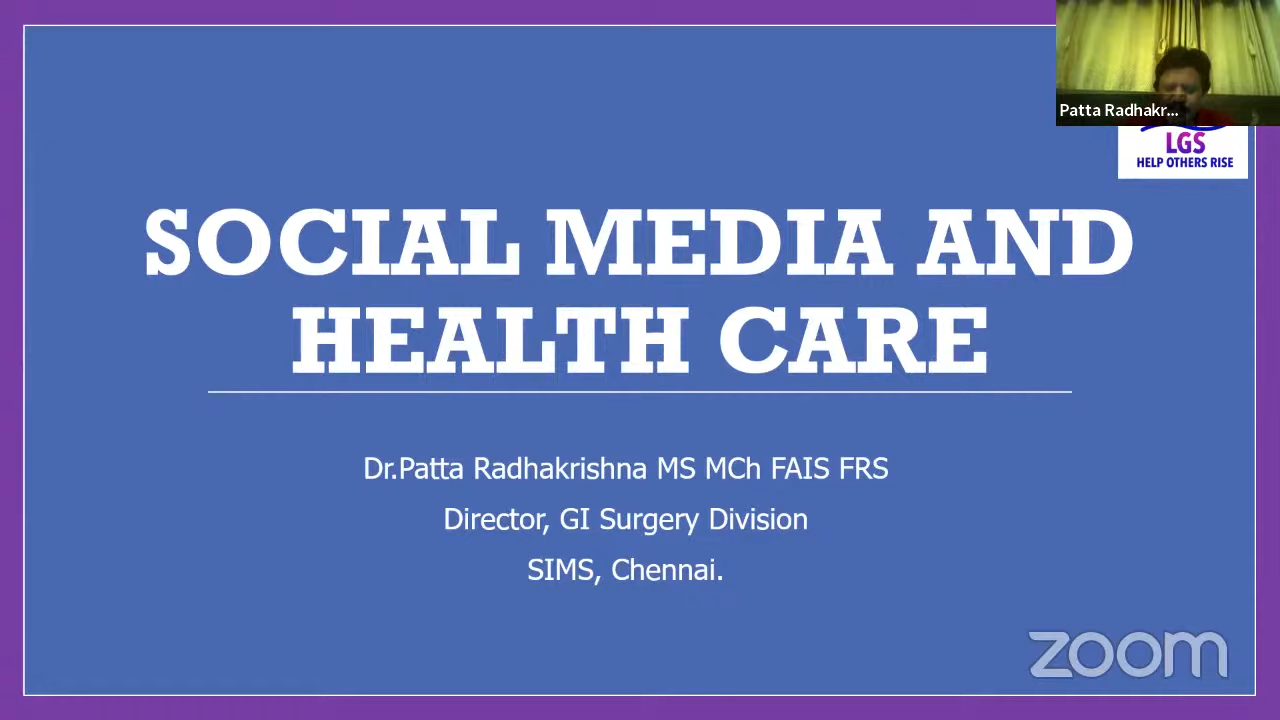 Patta Radhakr...
LGS
HELP OTHERS RISE
SOCIAL MEDIA AND
HEALTH CARE
Dr.Patta Radhakrishna MS MCh FAIS FRS
Director, GI Surgery Division
SIMS, Chennai.
zoom